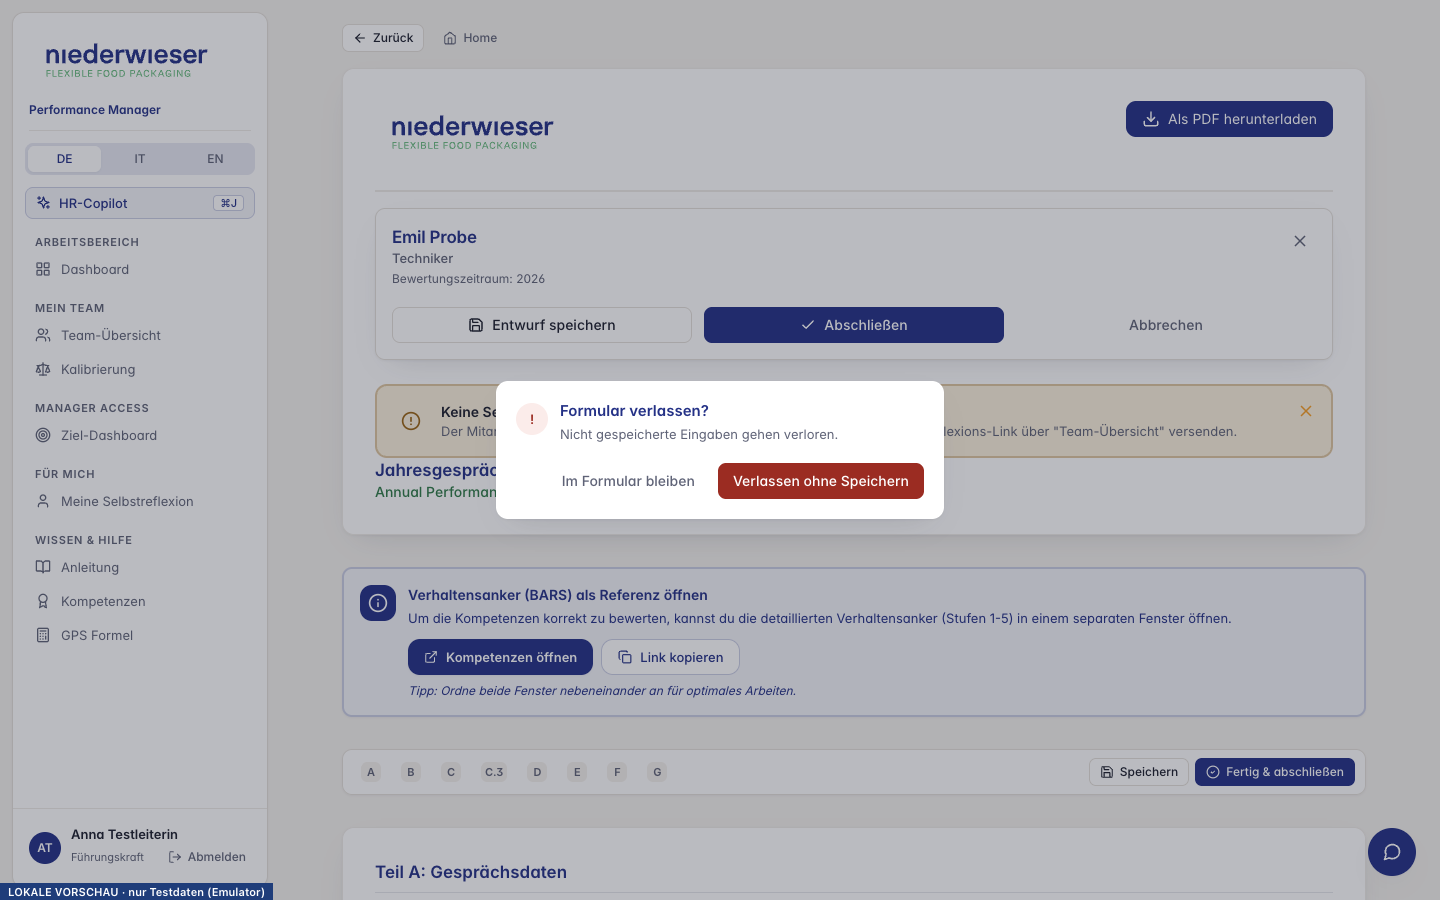 niederwieser
FLEXIBLE FOOD PACKAGING
Performance Manager
DE IT EN
HR-Copilot ⌘J
ARBEITSBEREICH
Dashboard
MEIN TEAM
Team-Übersicht
Kalibrierung
MANAGER ACCESS
Ziel-Dashboard
FÜR MICH
Meine Selbstreflexion
WISSEN & HILFE
Anleitung
Kompetenzen
GPS Formel
AT
Anna Testleiterin
Führungskraft Abmelden
LOKALE VORSCHAU · nur Testdaten (Emulator)
Zurück Home
niederwieser
FLEXIBLE FOOD PACKAGING
Als PDF herunterladen
Emil Probe
Techniker
Bewertungszeitraum: 2026
Entwurf speichern Abschließen Abbrechen
Keine
Der
über "Team-Übersicht" versenden.
Annual
Formular verlassen?
Nicht gespeicherte Eingaben gehen verloren.
Im Formular bleiben Verlassen ohne Speichern
Verhaltensanker (BARS) als Referenz öffnen
Um die Kompetenzen korrekt zu bewerten, kannst du die detaillierten Verhaltensanker (Stufen 1-5) in einem separaten Fenster öffnen.
Kompetenzen öffnen Link kopieren
Tipp: Ordne beide Fenster nebeneinander an für optimales Arbeiten.
A B C C.3 D E F G Speichern Fertig & abschließen
Teil A: Gesprächsdaten